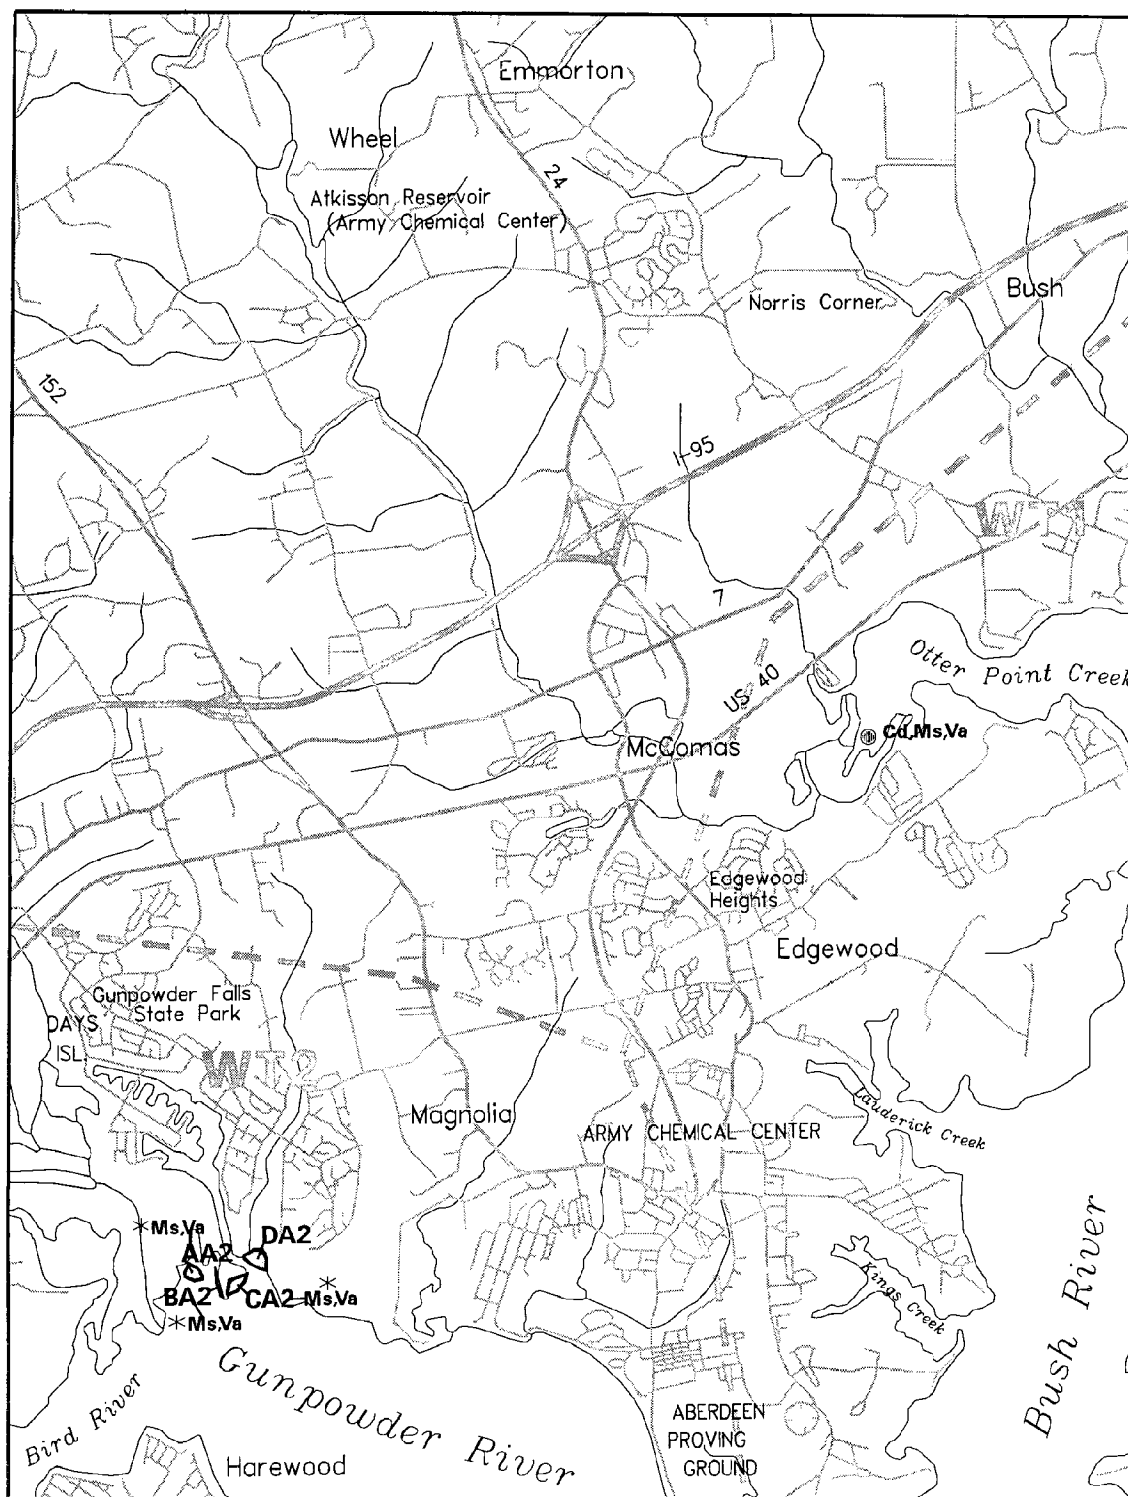 Emmorton
Wheel
24
Atkisson Reservoir
(Army Chemical Center)
Bush
Norris Corner
152
I-95
WT1
7
Otter Point Creek
US 40
Cd,Ms,Va
McComas
Edgewood
Heights
Edgewood
Gunpowder Falls
State Park
DAYS
ISL.
WT2
Lauderick Creek
Magnolia
ARMY CHEMICAL CENTER
Ms,Va
DA2
AA2
Kings Creek
BA2
CA2
Ms,Va
Ms,Va
Bush River
Gunpowder River
Bird River
ABERDEEN
PROVING
GROUND
Harewood